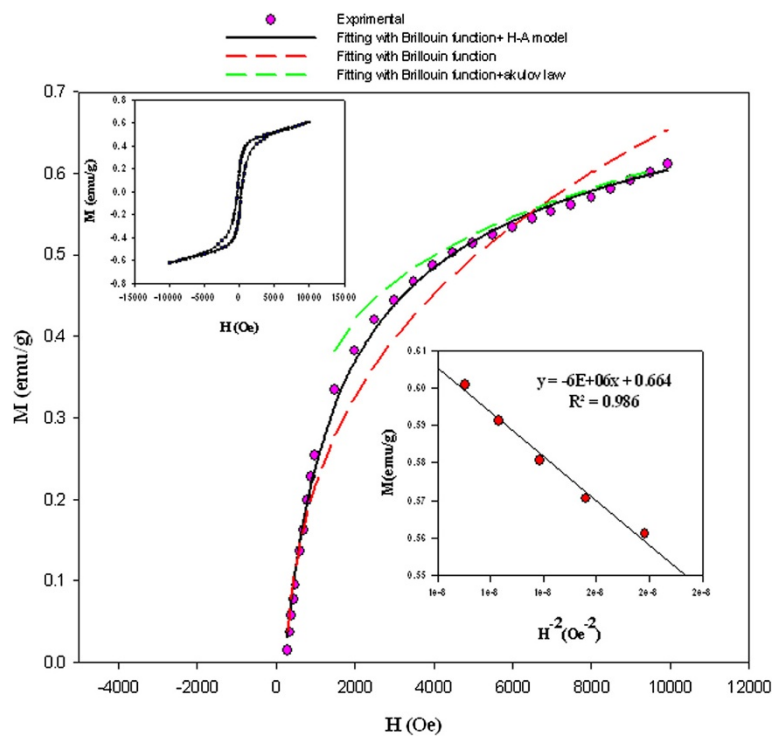 Exprimental
Fitting with Brillouin function+ H-A model
Fitting with Brillouin function
Fitting with Brillouin function+akulov law
0.7
0.6
0.5
0.4
0.3
0.2
0.1
0.0
M (emu/g)
-4000 -2000 0 2000 4000 6000 8000 10000 12000
H (Oe)
0.8
0.6
0.4
0.2
0.0
-0.2
-0.4
-0.6
-0.8
M (emu/g)
-15000 -10000 -5000 0 5000 10000 15000
H (Oe)
0.61
0.60
0.59
0.58
0.57
0.56
0.55
M(emu/g)
y = -6E+06x + 0.664
R² = 0.986
1e-8 1e-8 1e-8 2e-8 2e-8 2e-8
H⁻²(Oe⁻²)